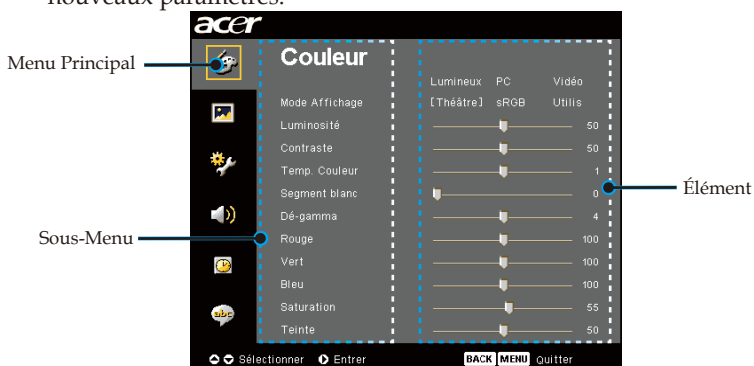 nouveaux paramètres.
acer
Menu Principal
Couleur
Lumineux PC Vidéo
Mode Affichage [Théâtre] sRGB Utilis
Luminosité 50
Contraste 50
Temp. Couleur 1
Segment blanc 0
Élément
Dé-gamma 4
Sous-Menu
Rouge 100
Vert 100
Bleu 100
abc
Saturation 55
Teinte 50
Sélectionner Entrer BACK MENU Quitter